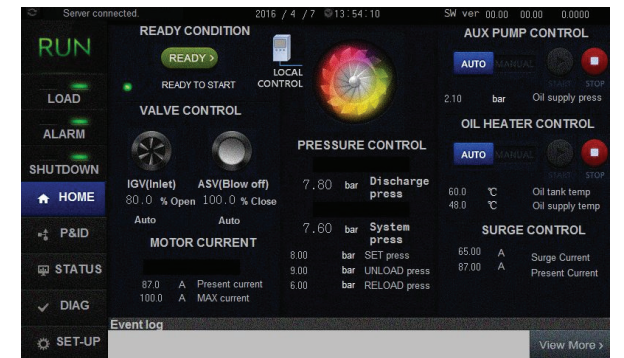 Server connected. 2016 / 4 / 7 13:54:10 SW ver 00.00 00.00 0.0000
RUN
LOAD
ALARM
SHUTDOWN
HOME
P&ID
STATUS
DIAG
SET-UP
READY CONDITION
READY >
READY TO START
LOCAL
CONTROL
VALVE CONTROL
IGV(Inlet) ASV(Blow off)
80.0 % Open 100.0 % Close
Auto Auto
MOTOR CURRENT
87.0 A Present current
100.0 A MAX current
PRESSURE CONTROL
7.80 bar Discharge
press
7.60 bar System
press
8.00 bar SET press
9.00 bar UNLOAD press
6.00 bar RELOAD press
AUX PUMP CONTROL
AUTO MANUAL
START STOP
2.10 bar Oil supply press
OIL HEATER CONTROL
AUTO MANUAL
START STOP
60.0 ℃ Oil tank temp
48.0 ℃ Oil supply temp
SURGE CONTROL
65.00 A Surge Current
87.00 A Present Current
Event log
View More >